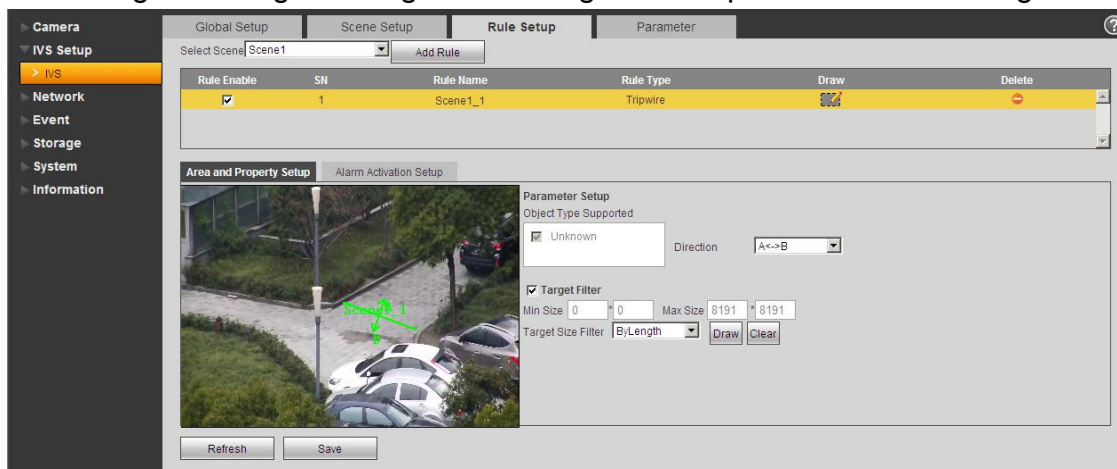 Camera
IVS Setup
> IVS
Network
Event
Storage
System
Information
Global Setup Scene Setup Rule Setup Parameter
Select Scene Scene1 Add Rule
Rule Enable SN Rule Name Rule Type Draw Delete
1 Scene1_1 Tripwire
Area and Property Setup Alarm Activation Setup
Scene1_1
B
Parameter Setup
Object Type Supported
Unknown
Direction A<->B
Target Filter
Min Size 0 * 0 Max Size 8191 * 8191
Target Size Filter ByLength Draw Clear
Refresh Save